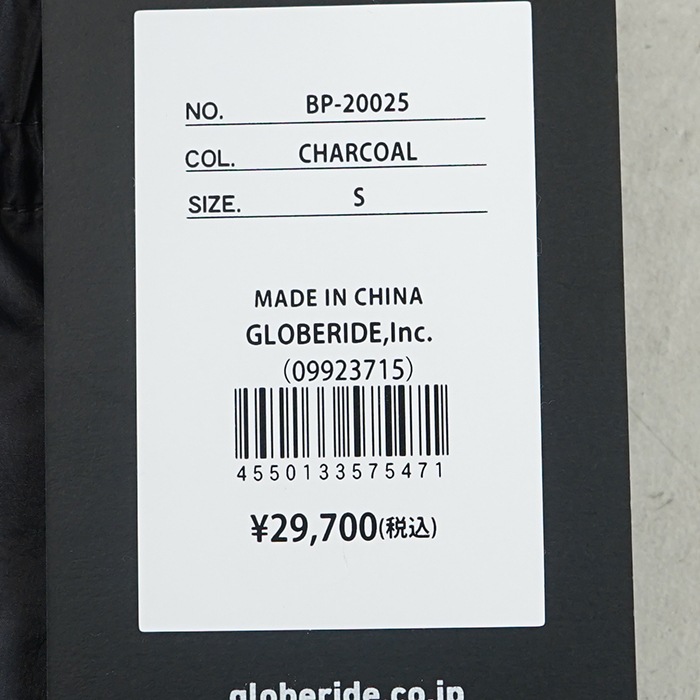 NO. BP-20025
COL. CHARCOAL
SIZE. S
MADE IN CHINA
GLOBERIDE,Inc.
(09923715)
4550133575471
¥29,700(税込)
globeride.co.jp